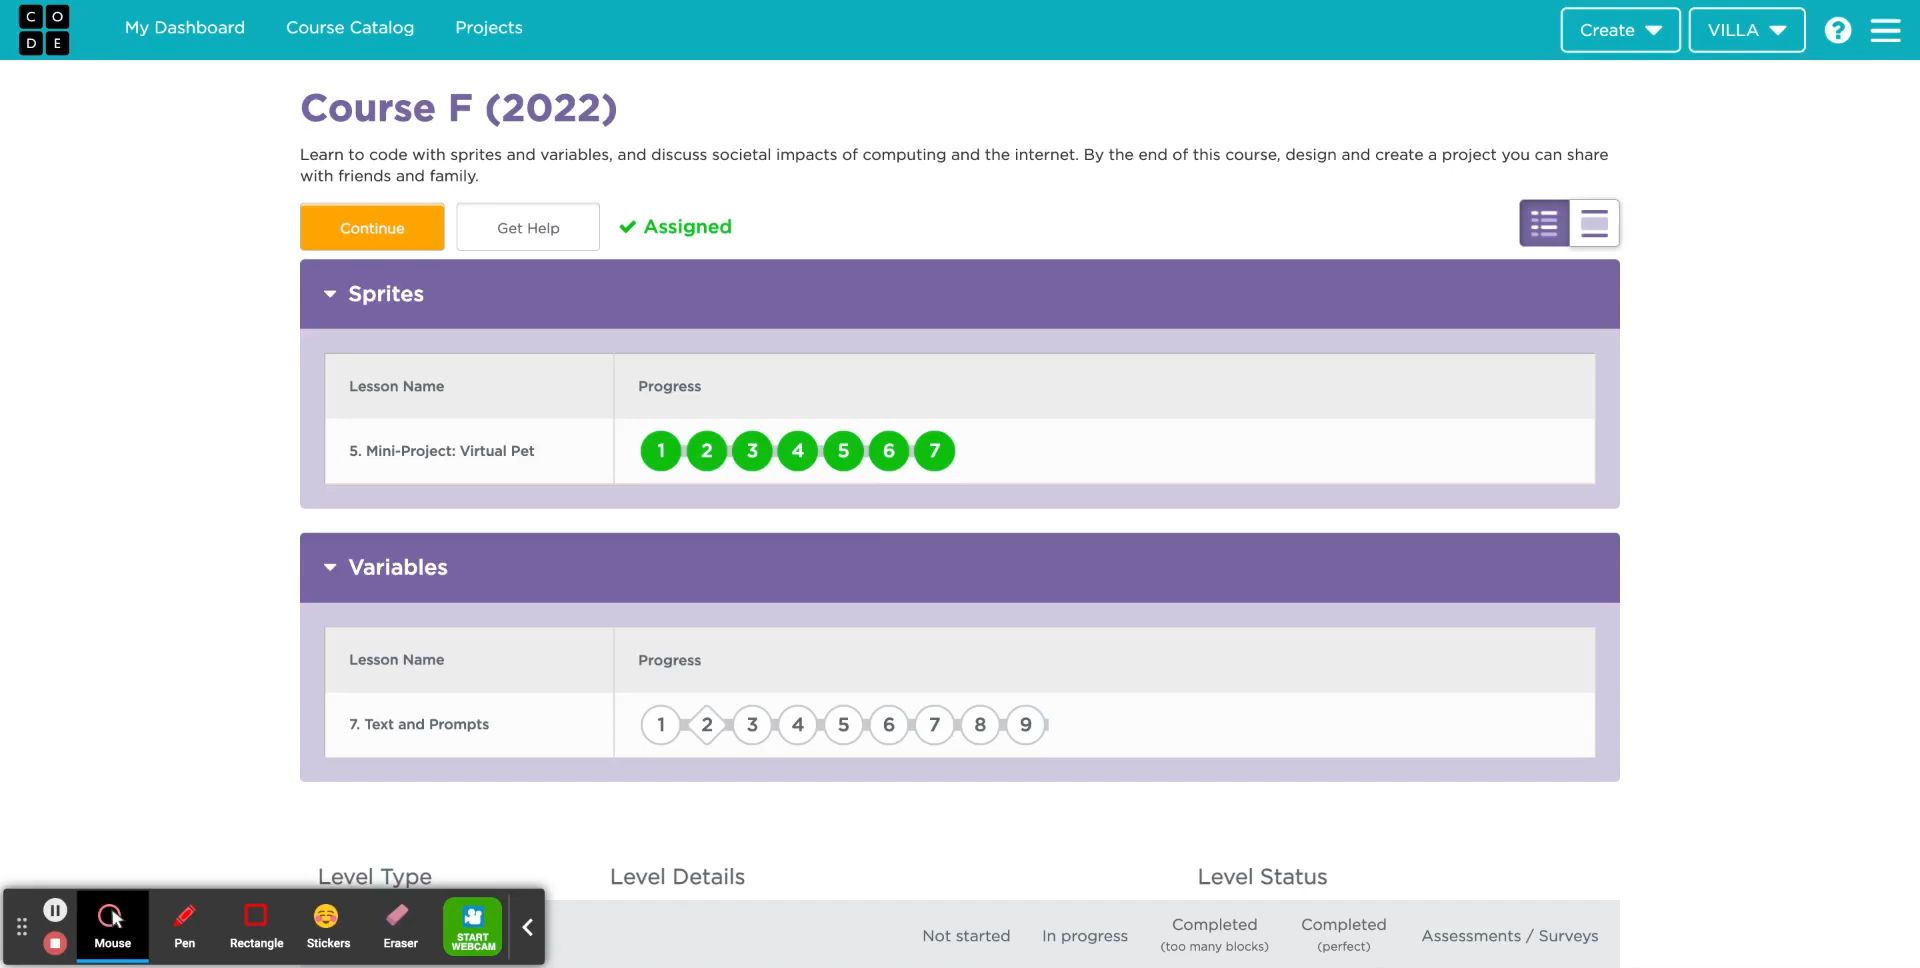 C O
D E
My Dashboard
Course Catalog
Projects
Create
VILLA
?
Course F (2022)
Learn to code with sprites and variables, and discuss societal impacts of computing and the internet. By the end of this course, design and create a project you can share
with friends and family.
Continue
Get Help
Assigned
Sprites
Lesson Name
Progress
5. Mini-Project: Virtual Pet
1 2 3 4 5 6 7
Variables
Lesson Name
Progress
7. Text and Prompts
1 2 3 4 5 6 7 8 9
Level Type
Level Details
Level Status
Not started
In progress
Completed
(too many blocks)
Completed
(perfect)
Assessments / Surveys
Mouse
Pen
Rectangle
Stickers
Eraser
START
WEBCAM